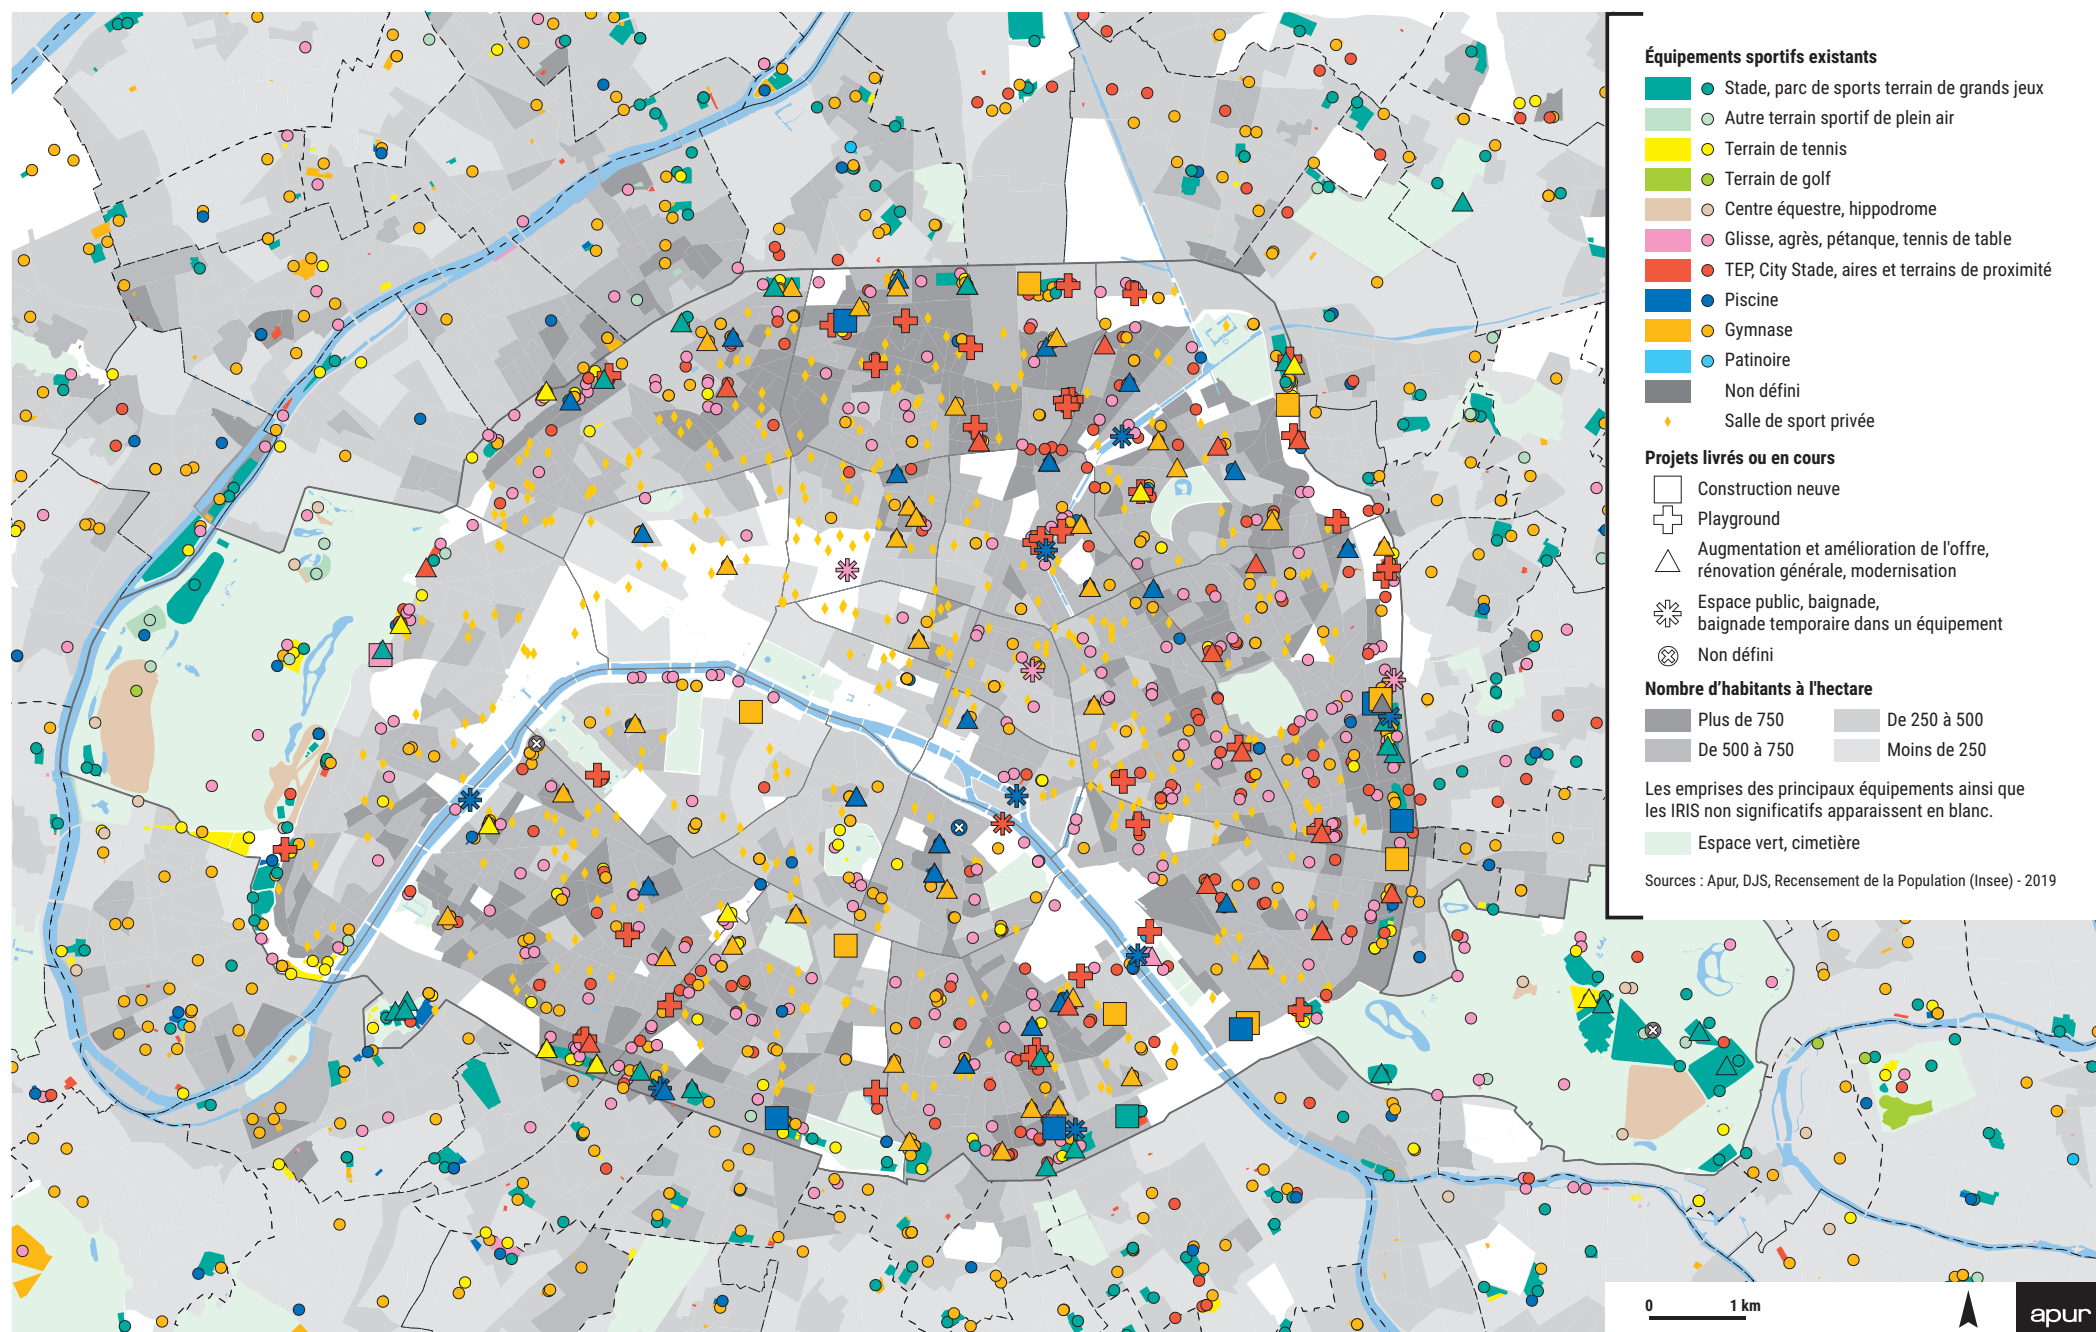 Équipements sportifs existants
Stade, parc de sports terrain de grands jeux
Autre terrain sportif de plein air
Terrain de tennis
Terrain de golf
Centre équestre, hippodrome
Glisse, agrès, pétanque, tennis de table
TEP, City Stade, aires et terrains de proximité
Piscine
Gymnase
Patinoire
Non défini
Salle de sport privée
Projets livrés ou en cours
Construction neuve
Playground
Augmentation et amélioration de l'offre,
rénovation générale, modernisation
Espace public, baignade,
baignade temporaire dans un équipement
Non défini
Nombre d'habitants à l'hectare
Plus de 750
De 250 à 500
De 500 à 750
Moins de 250
Les emprises des principaux équipements ainsi que
les IRIS non significatifs apparaissent en blanc.
Espace vert, cimetière
Sources : Apur, DJS, Recensement de la Population (Insee) - 2019
0 1 km
apur